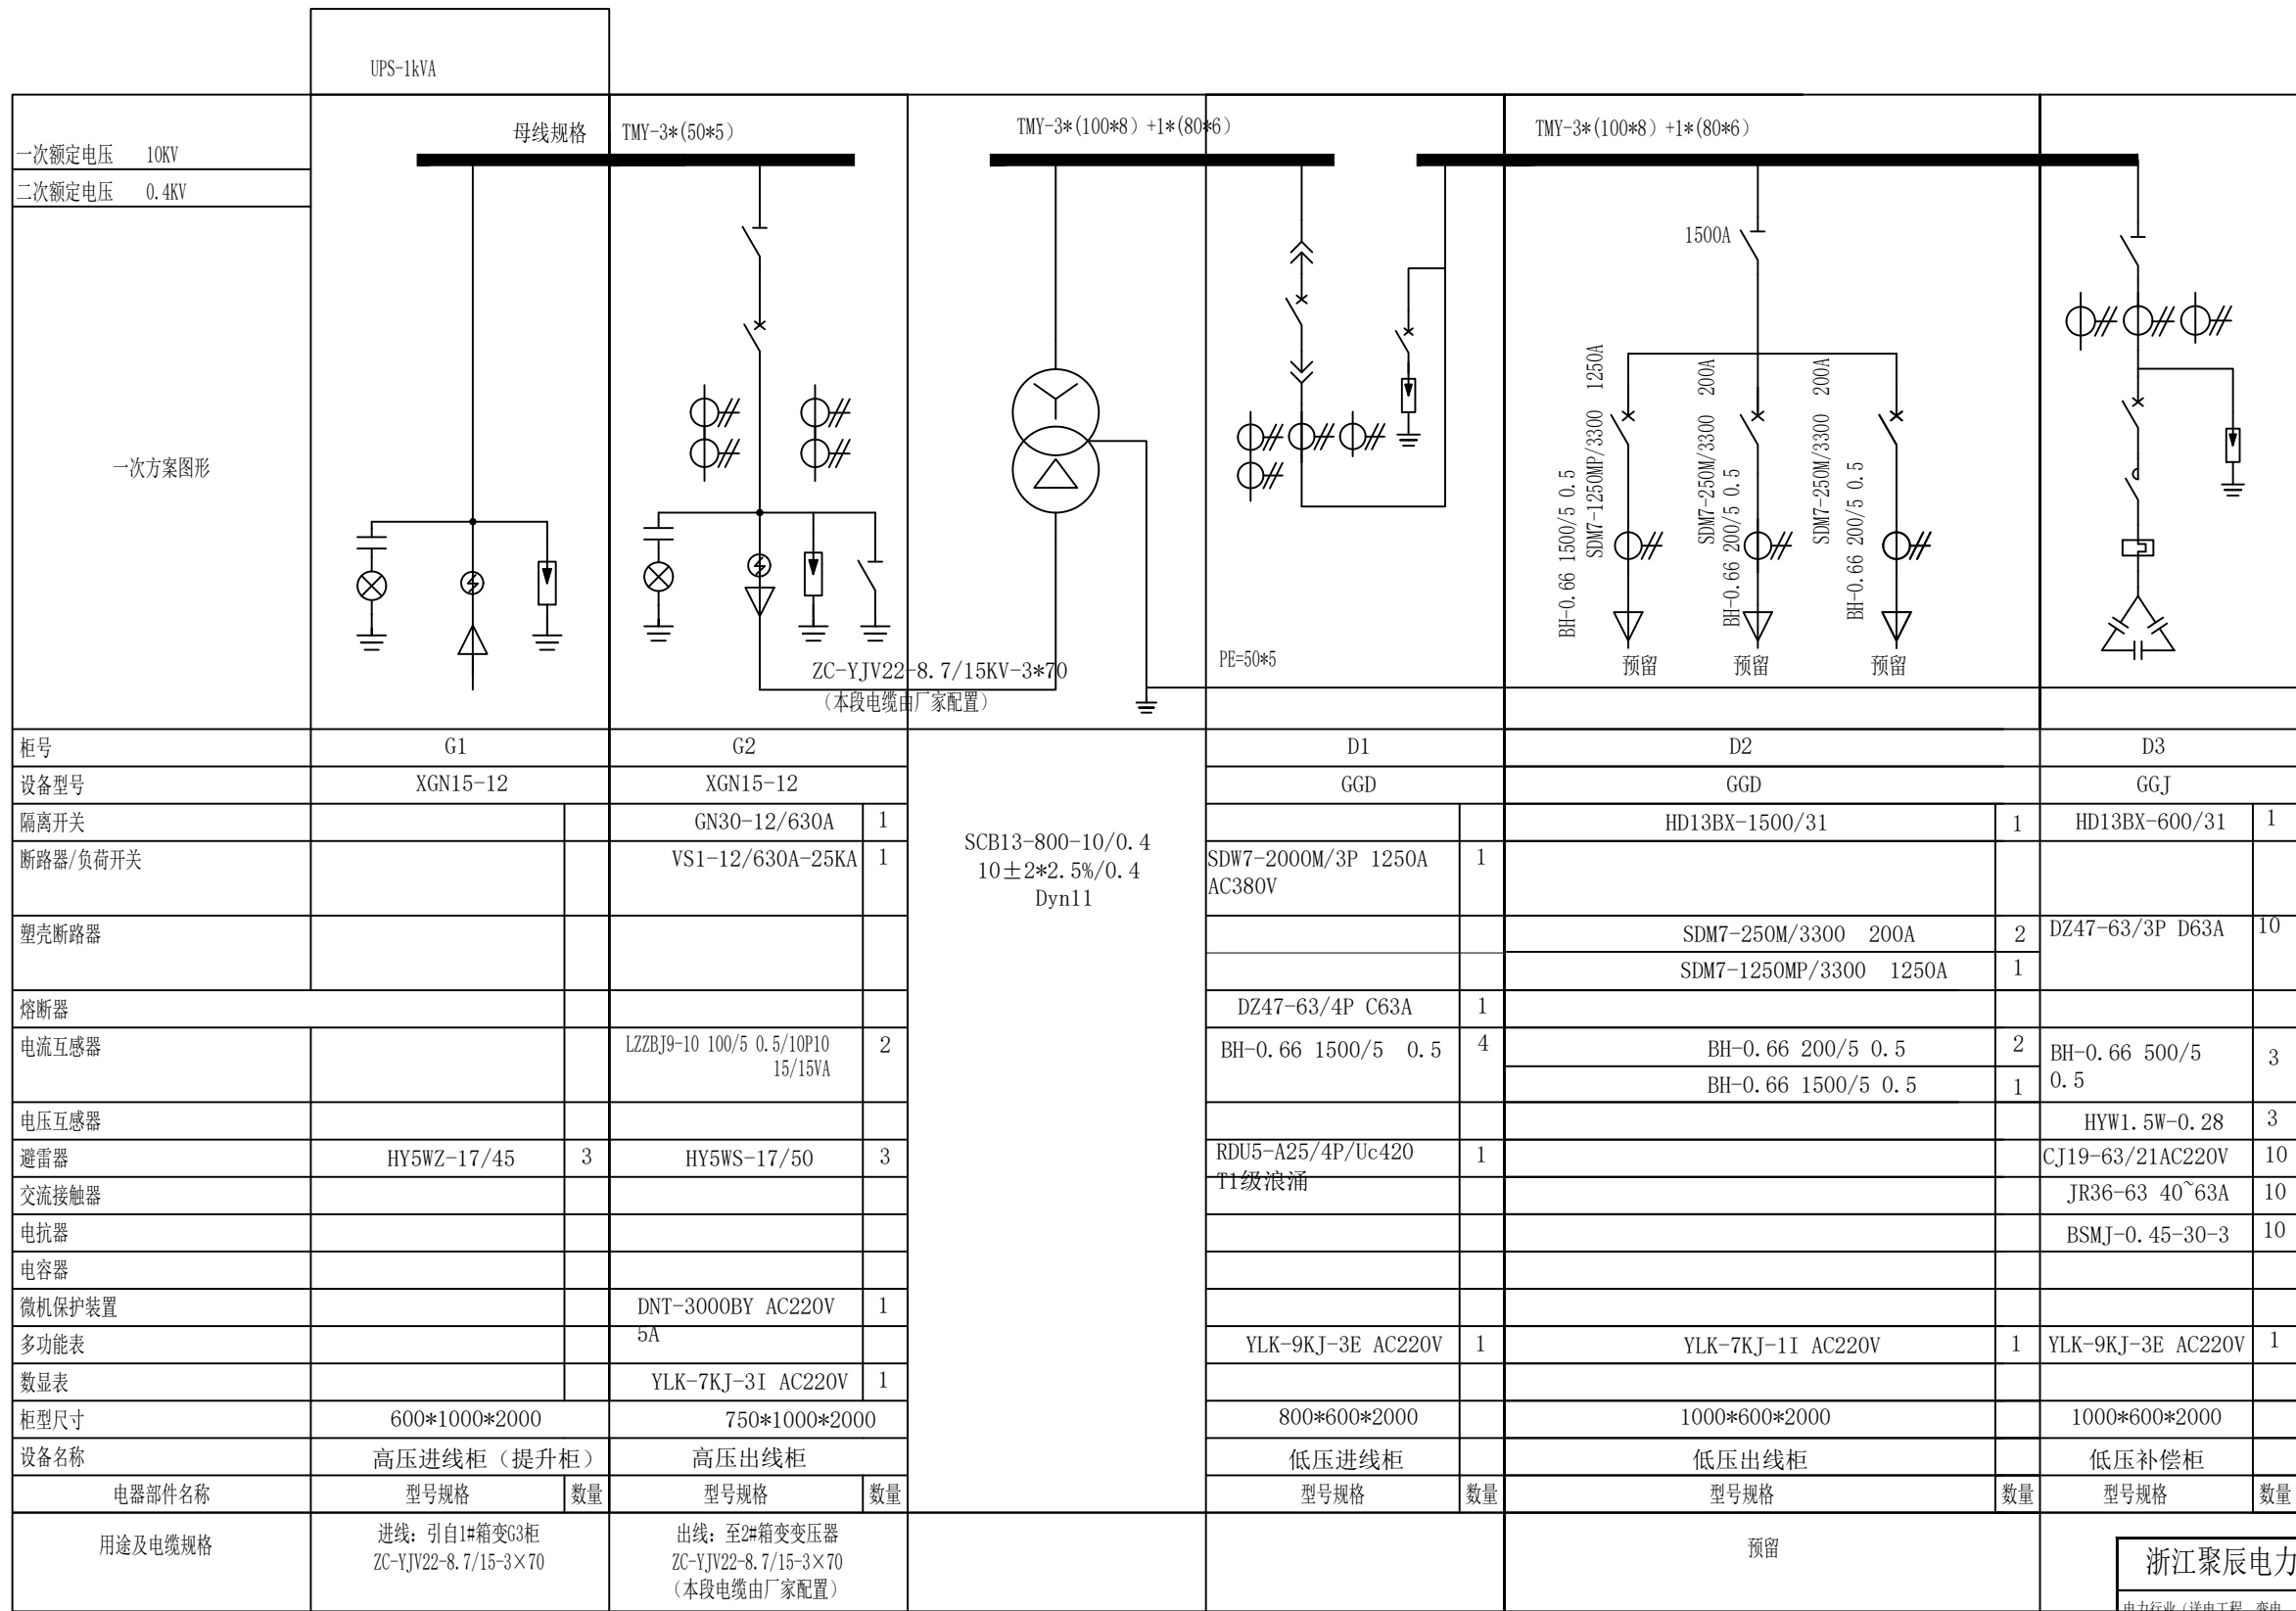 UPS-1kVA
母线规格 TMY-3*(50*5)
TMY-3*(100*8)+1*(80*6)
TMY-3*(100*8)+1*(80*6)
一次额定电压 10KV
二次额定电压 0.4KV
一次方案图形
1500A
BH-0.66 1500/5 0.5
SDM7-1250MP/3300 1250A
SDM7-250M/3300 200A
BH-0.66 200/5 0.5
SDM7-250M/3300 200A
BH-0.66 200/5 0.5
预留
预留
预留
PE=50*5
ZC-YJV22-8.7/15KV-3*70
（本段电缆由厂家配置）
柜号 G1 G2 D1 D2 D3
设备型号 XGN15-12 XGN15-12 GGD GGD GGJ
隔离开关 GN30-12/630A 1 HD13BX-1500/31 1 HD13BX-600/31 1
SCB13-800-10/0.4
10±2*2.5%/0.4
Dyn11
断路器/负荷开关 VS1-12/630A-25KA 1 SDW7-2000M/3P 1250A 1
AC380V
塑壳断路器 SDM7-250M/3300 200A 2 DZ47-63/3P D63A 10
SDM7-1250MP/3300 1250A 1
熔断器 DZ47-63/4P C63A 1
电流互感器 LZZBJ9-10 100/5 0.5/10P10 2 BH-0.66 1500/5 0.5 4 BH-0.66 200/5 0.5 2 BH-0.66 500/5 3
15/15VA BH-0.66 1500/5 0.5 1 0.5
电压互感器 HYW1.5W-0.28 3
避雷器 HY5WZ-17/45 3 HY5WS-17/50 3 RDU5-A25/4P/Uc420 1 CJ19-63/21AC220V 10
T1级浪涌
交流接触器 JR36-63 40~63A 10
电抗器 BSMJ-0.45-30-3 10
电容器
微机保护装置 DNT-3000BY AC220V 1
5A
多功能表 YLK-9KJ-3E AC220V 1 YLK-7KJ-1I AC220V 1 YLK-9KJ-3E AC220V 1
数显表 YLK-7KJ-3I AC220V 1
柜型尺寸 600*1000*2000 750*1000*2000 800*600*2000 1000*600*2000 1000*600*2000
设备名称 高压进线柜（提升柜） 高压出线柜 低压进线柜 低压出线柜 低压补偿柜
电器部件名称 型号规格 数量 型号规格 数量 型号规格 数量 型号规格 数量 型号规格 数量
用途及电缆规格
进线：引自1#箱变G3柜
ZC-YJV22-8.7/15-3×70
出线：至2#箱变变压器
ZC-YJV22-8.7/15-3×70
（本段电缆由厂家配置）
预留
浙江聚辰电力